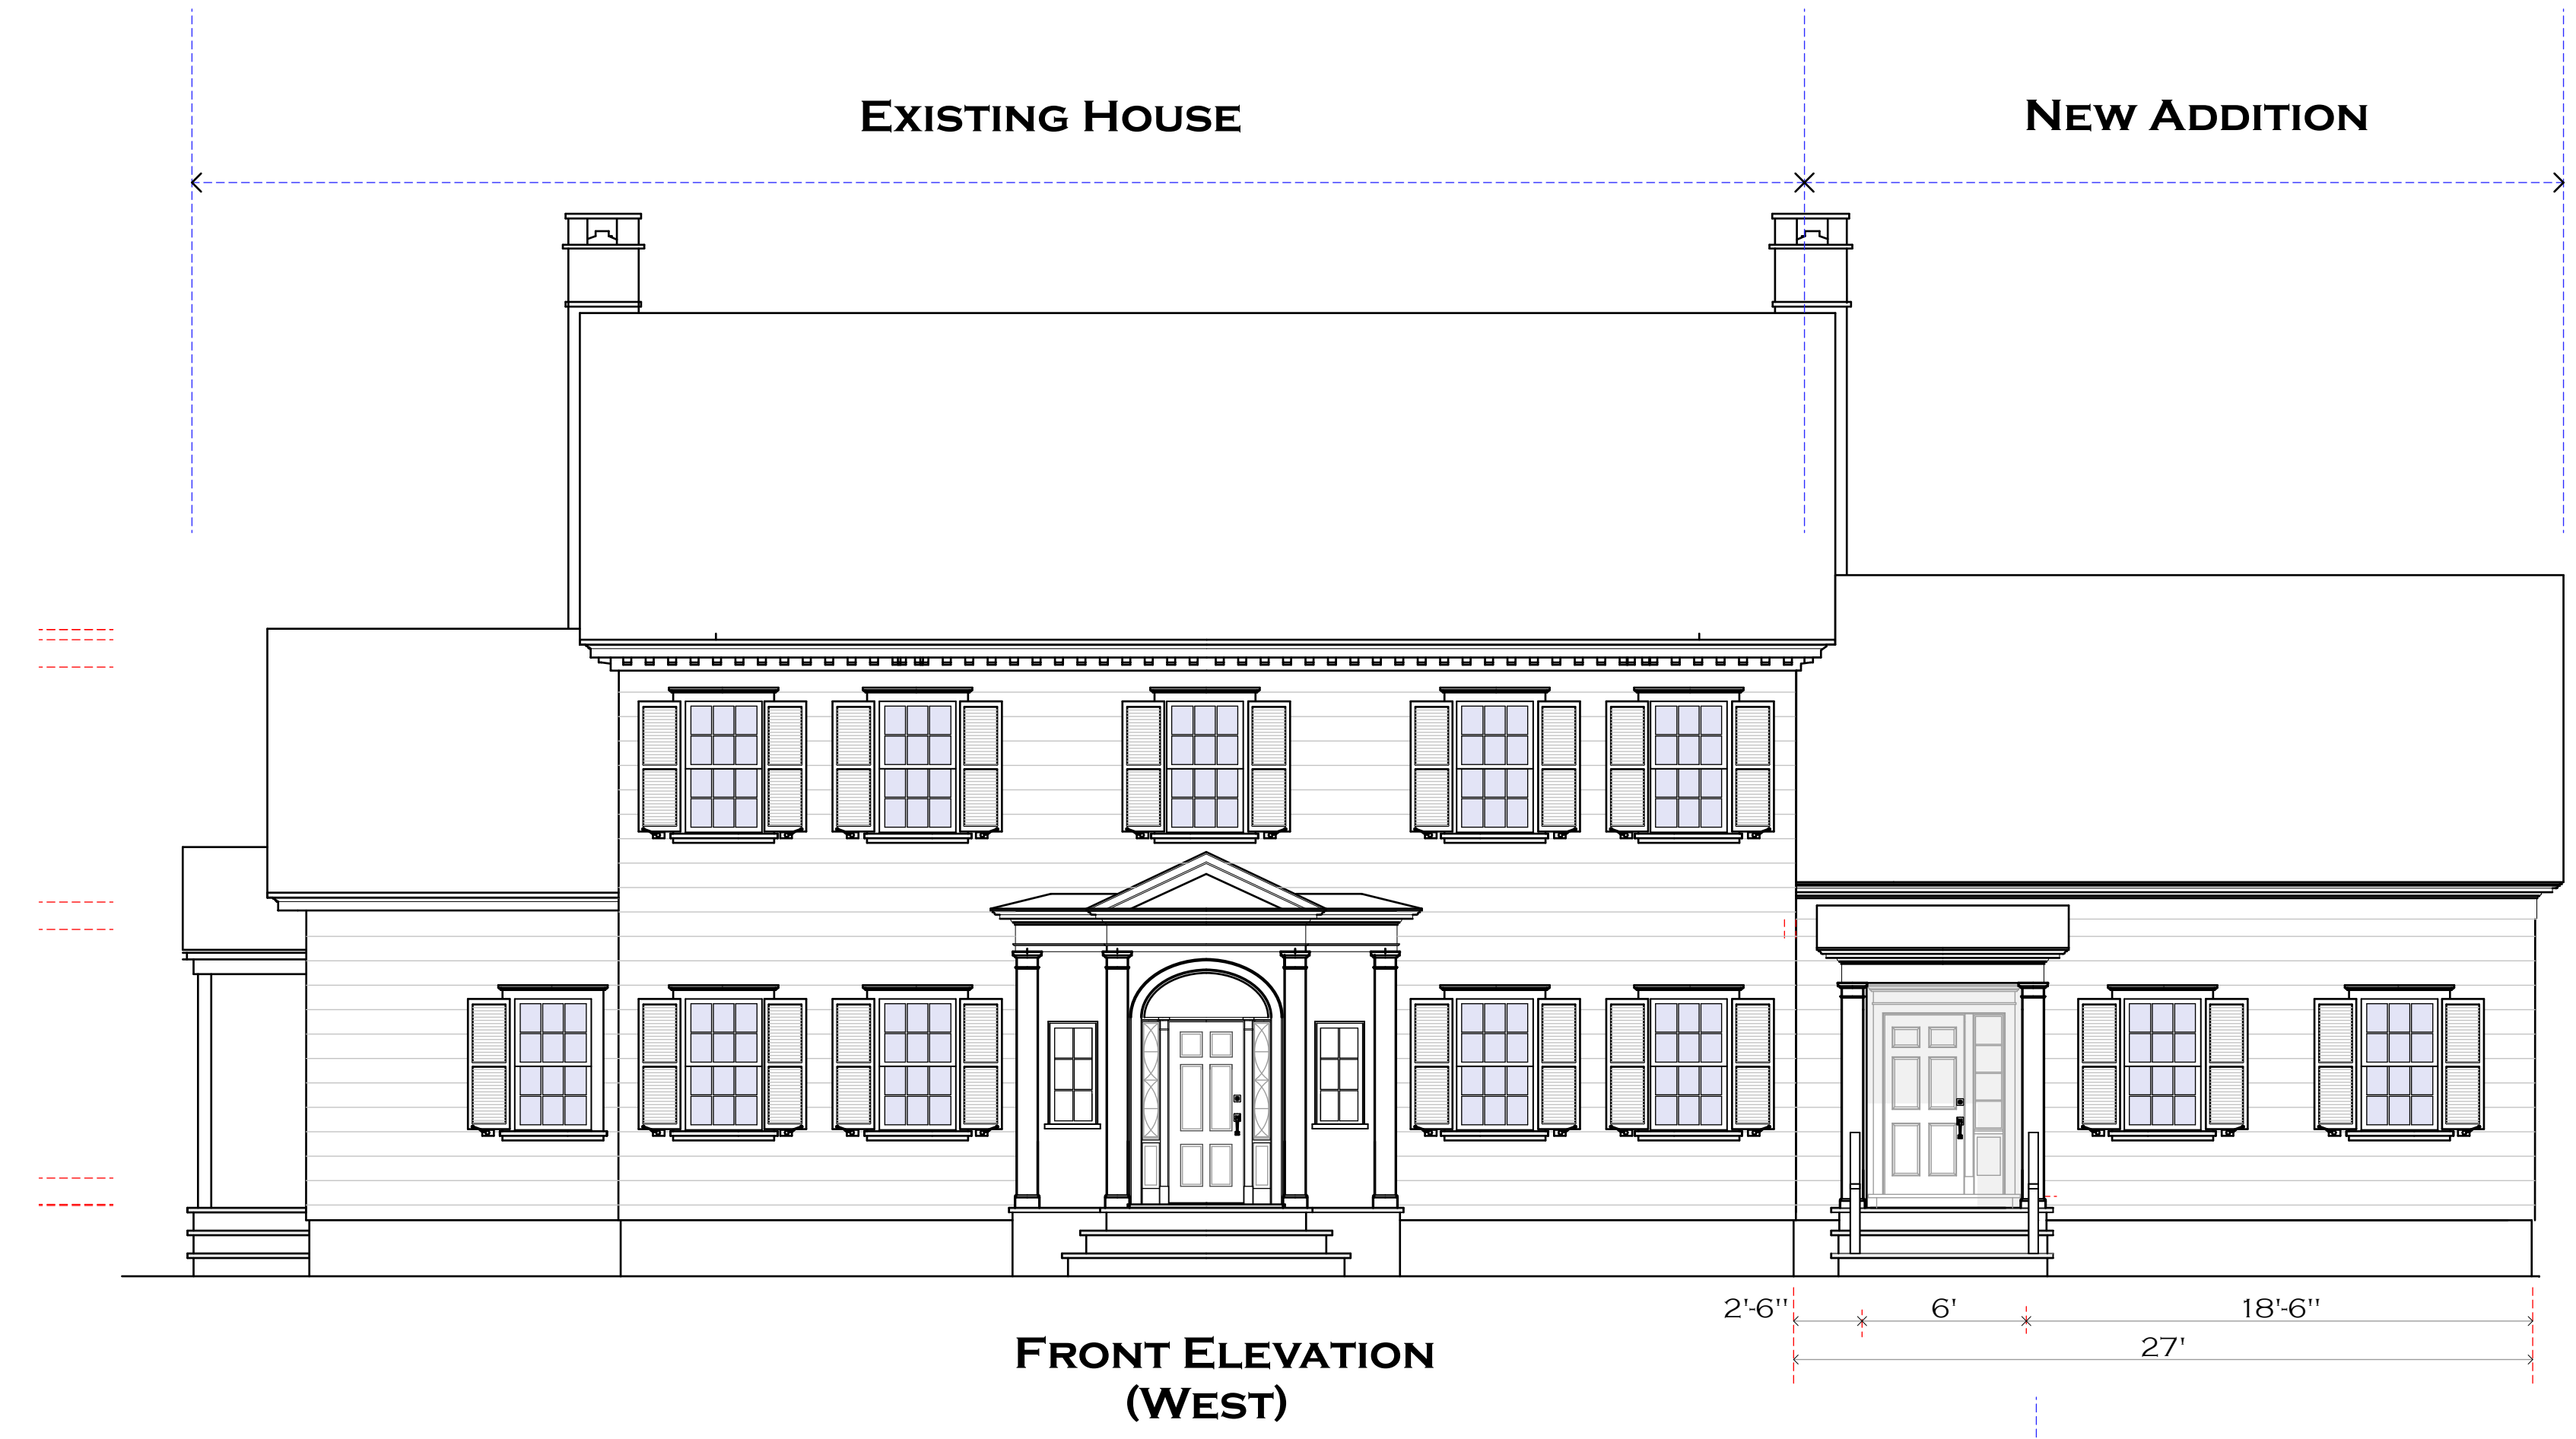 Existing House
New Addition
2'-6"
6'
18'-6"
27'
Front Elevation
(West)